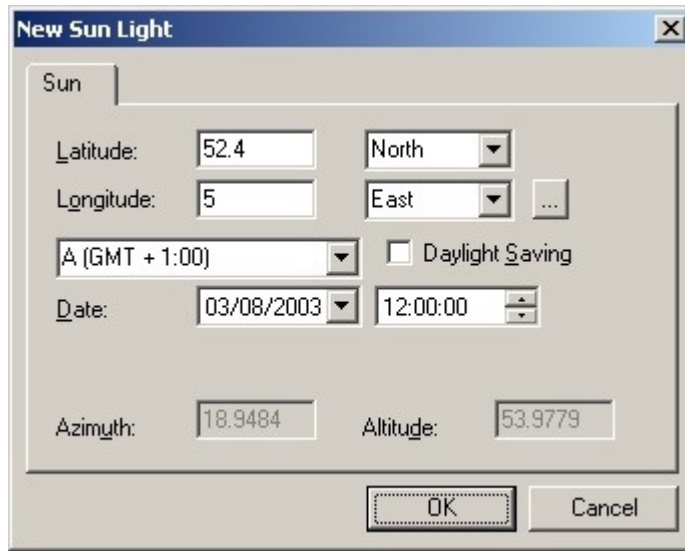 New Sun Light
Sun
Latitude: 52.4 North
Longitude: 5 East ...
A (GMT + 1:00) Daylight Saving
Date: 03/08/2003 12:00:00
Azimuth: 18.9484 Altitude: 53.9779
OK Cancel